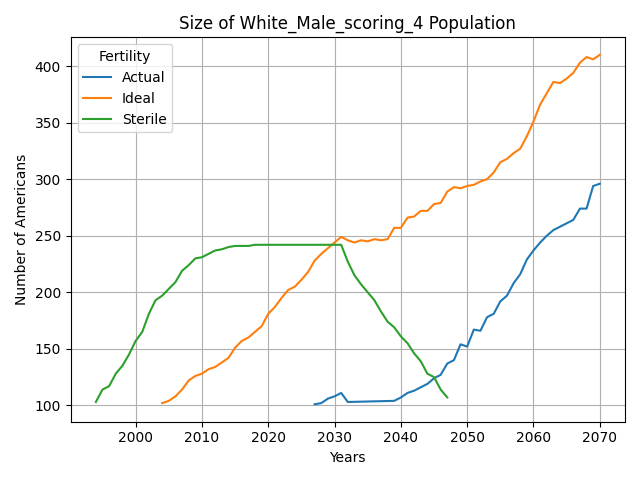 Size of White_Male_scoring_4 Population
Fertility
Actual
Ideal
Sterile
Number of Americans
400
350
300
250
200
150
100
2000 2010 2020 2030 2040 2050 2060 2070
Years